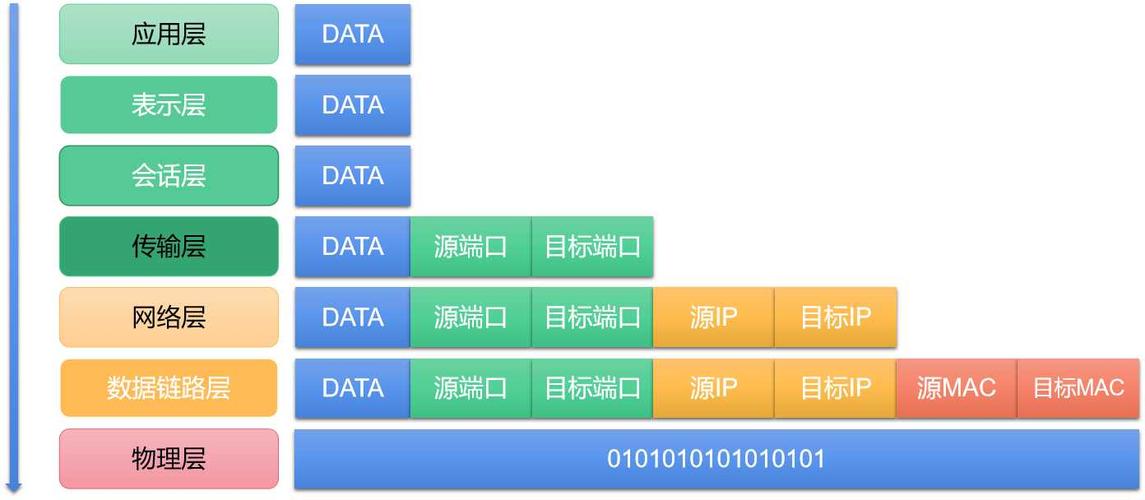 应用层 DATA
表示层 DATA
会话层 DATA
传输层 DATA 源端口 目标端口
网络层 DATA 源端口 目标端口 源IP 目标IP
数据链路层 DATA 源端口 目标端口 源IP 目标IP 源MAC 目标MAC
物理层 0101010101010101